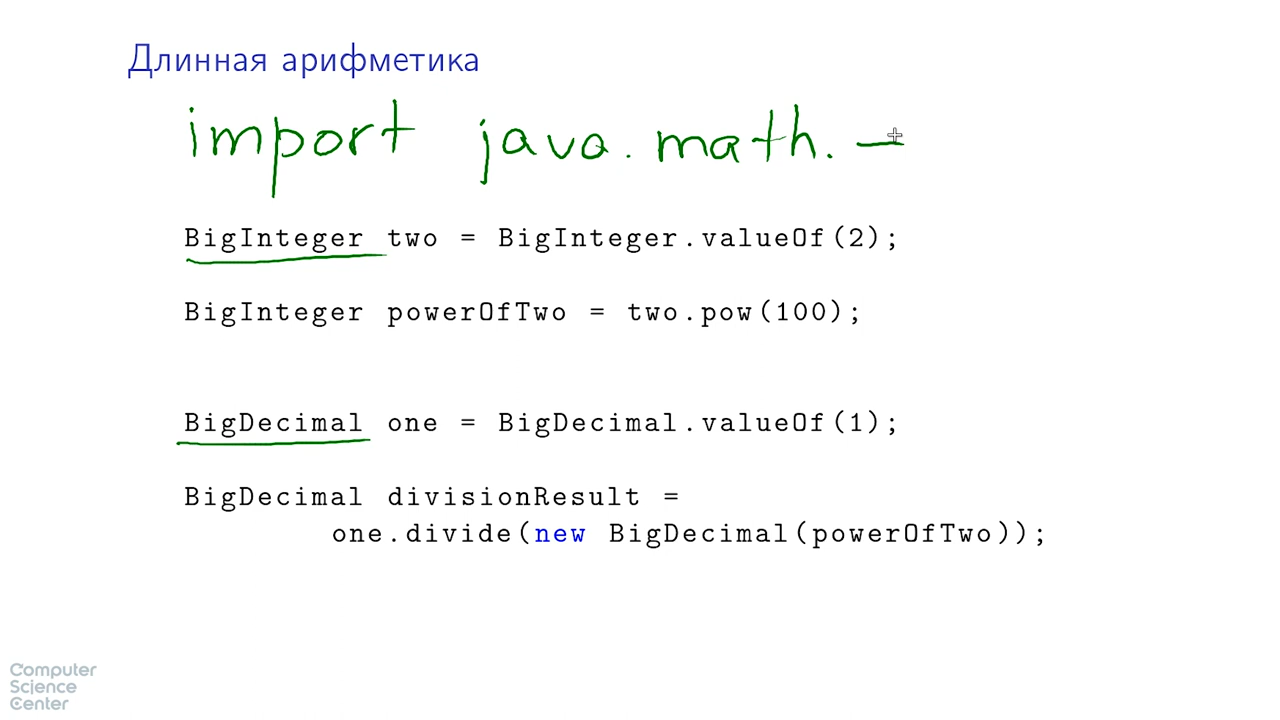 Длинная арифметика
import java.math. —
BigInteger two = BigInteger.valueOf(2);
BigInteger powerOfTwo = two.pow(100);
BigDecimal one = BigDecimal.valueOf(1);
BigDecimal divisionResult =
one.divide(new BigDecimal(powerOfTwo));
Computer
Science
Center